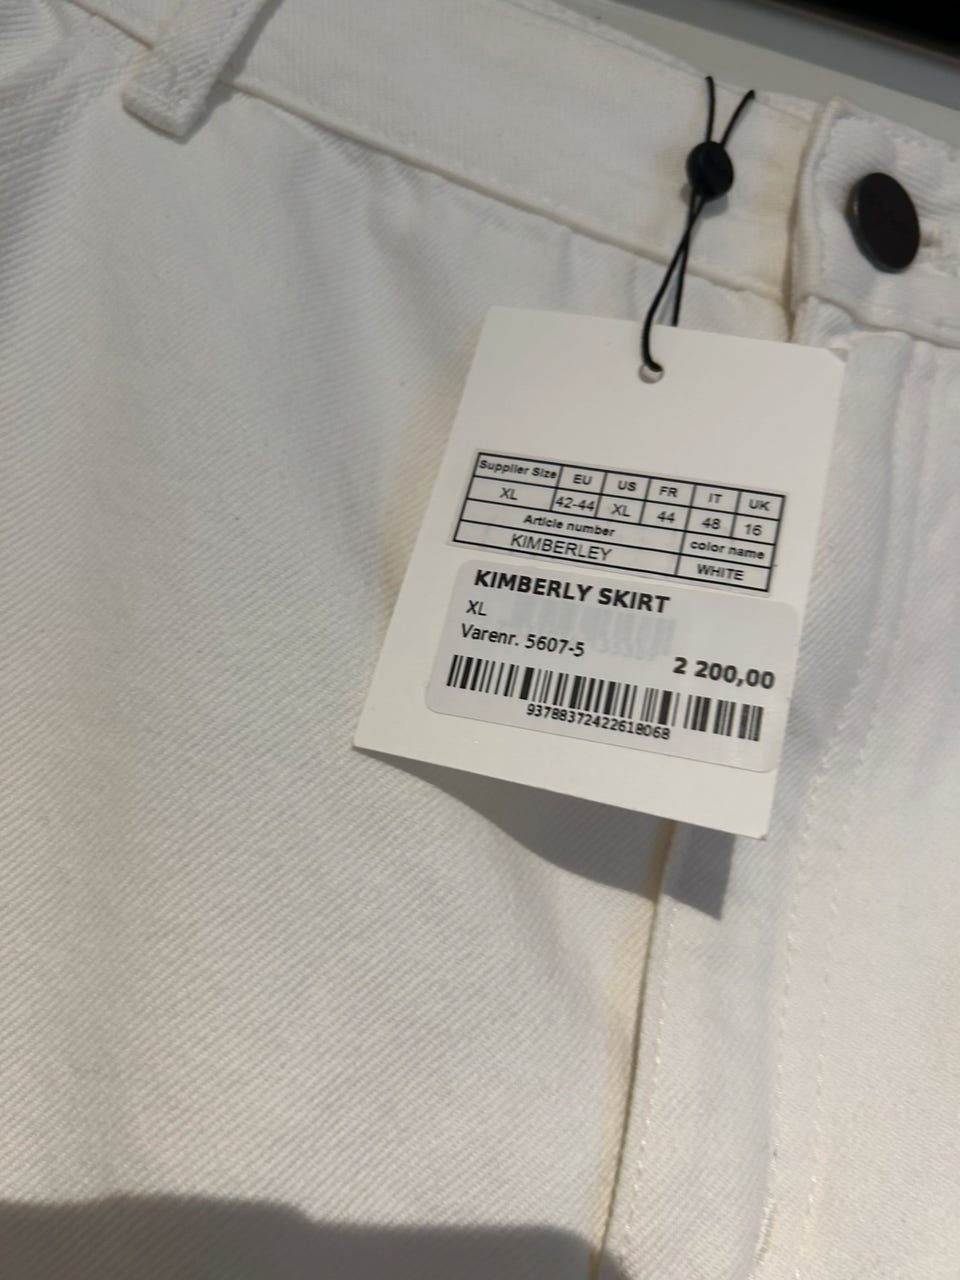 Supplier Size EU US FR IT UK
XL 42-44 XL 44 48 16
Article number color name
KIMBERLEY WHITE
KIMBERLY SKIRT
XL
Varenr. 5607-5
2 200,00
93788372422618068